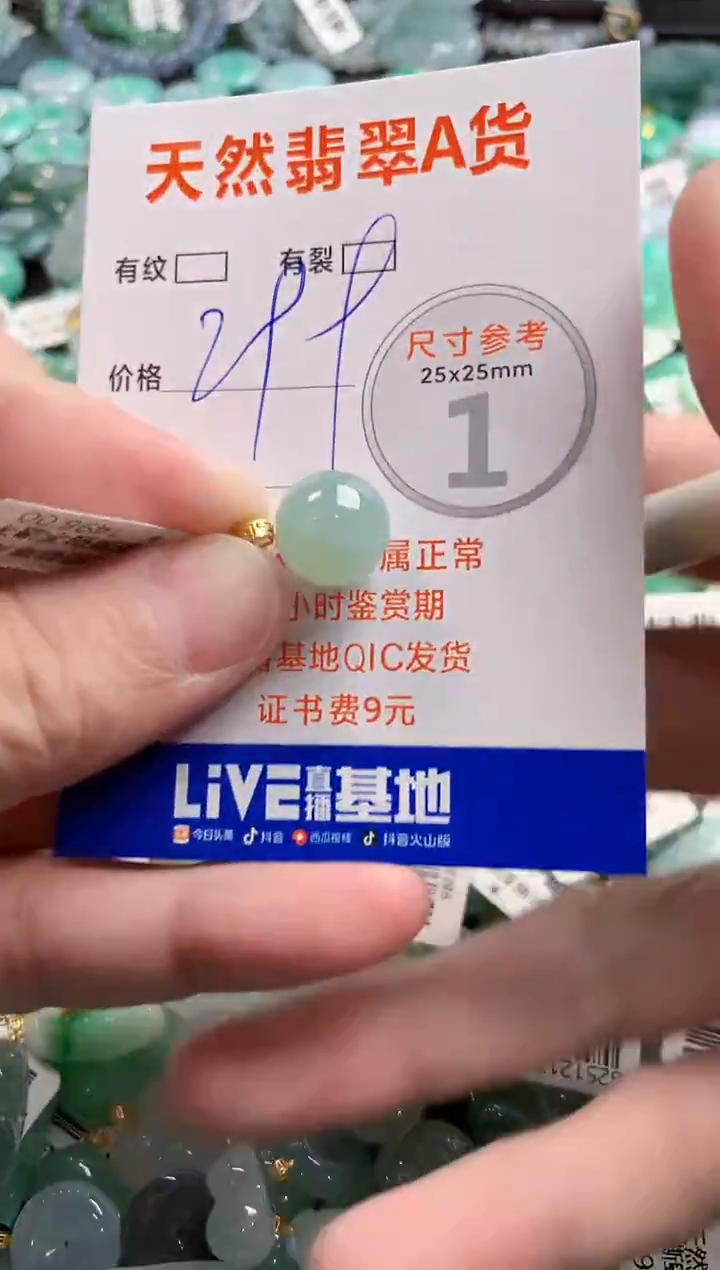 天然翡翠A货
有纹 有裂
价格 299
尺寸参考
25x25mm
1
属正常
小时鉴赏期
基地QIC发货
证书费9元
LiVE直播基地
今日头条 抖音 西瓜视频 抖音火山版